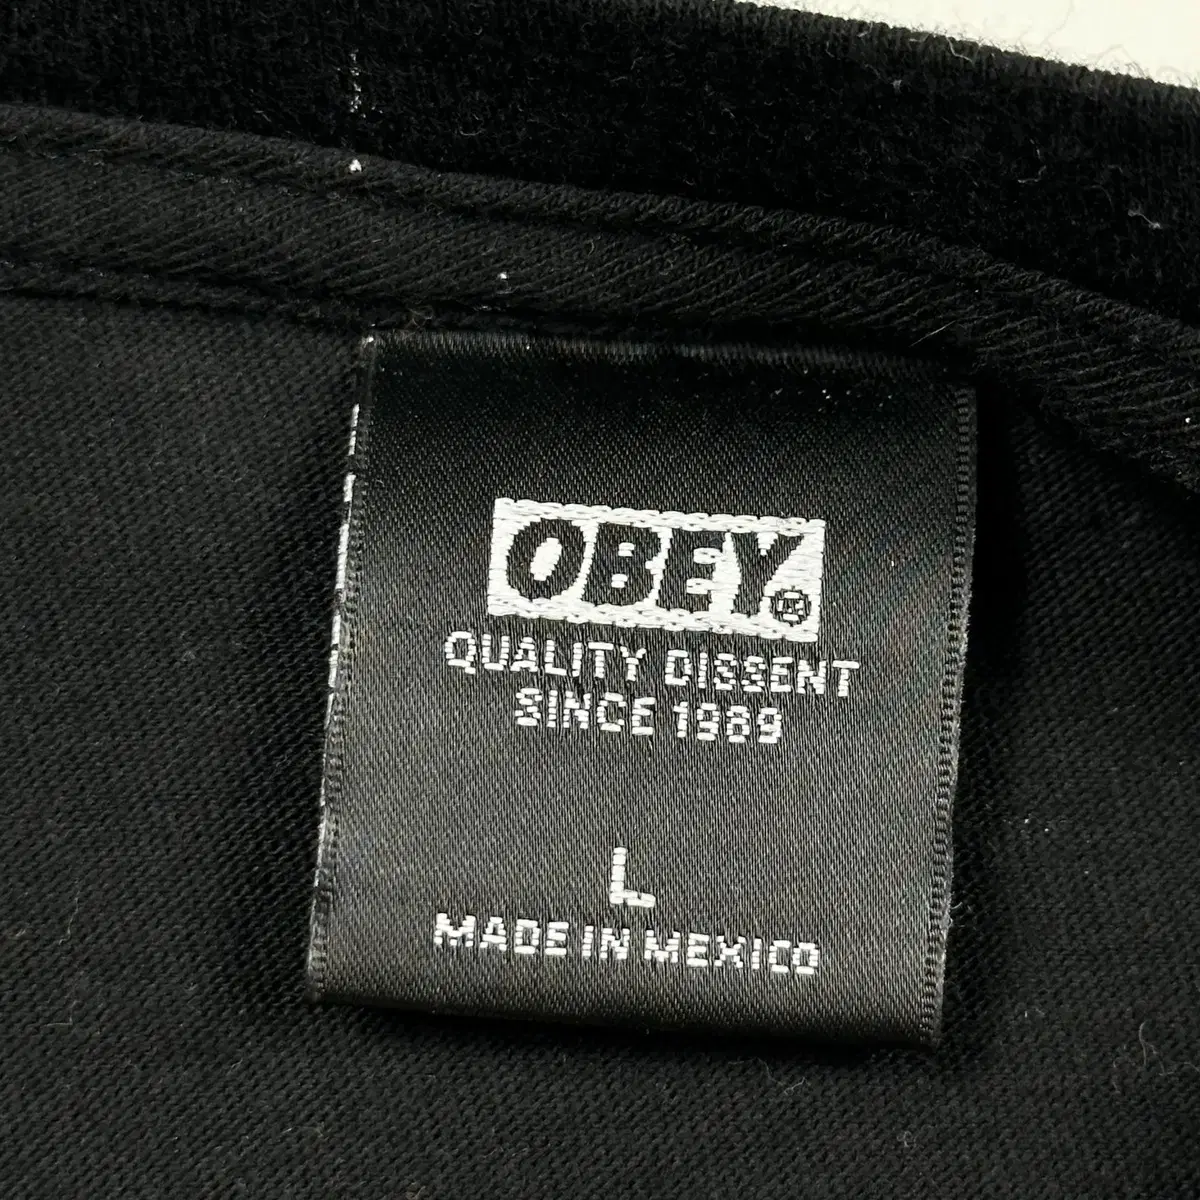 OBEY®
QUALITY DISSENT
SINCE 1989
L
MADE IN MEXICO